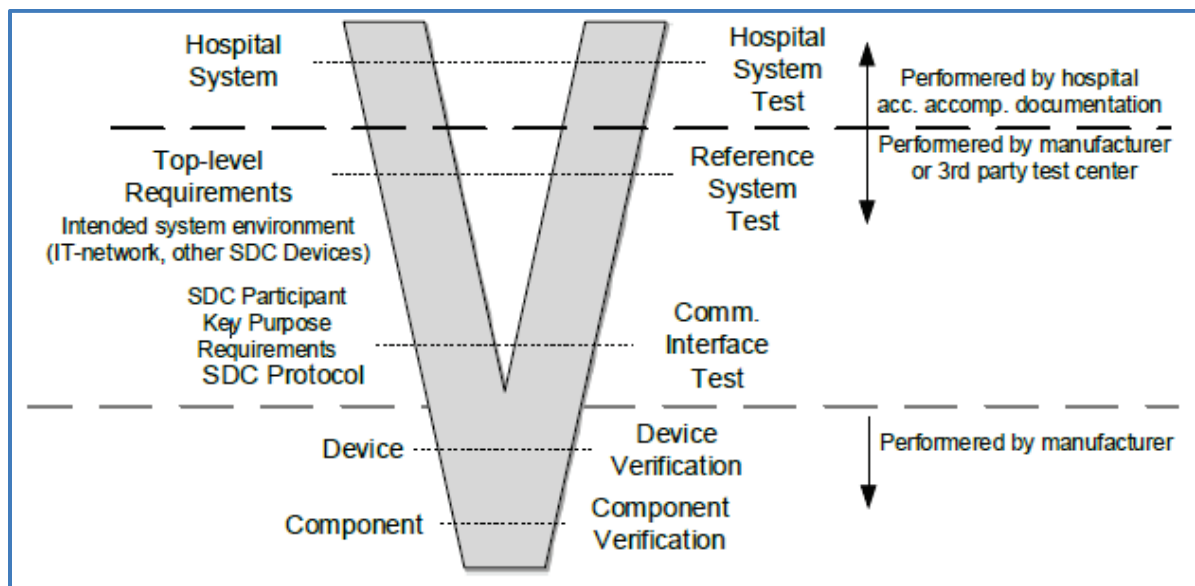 Hospital
System
Hospital
System
Test
Performered by hospital
acc. accomp. documentation
Top-level
Requirements
Intended system environment
(IT-network, other SDC Devices)
Reference
System
Test
Performered by manufacturer
or 3rd party test center
SDC Participant
Key Purpose
Requirements
SDC Protocol
Comm.
Interface
Test
Device
Device
Verification
Performered by manufacturer
Component
Component
Verification